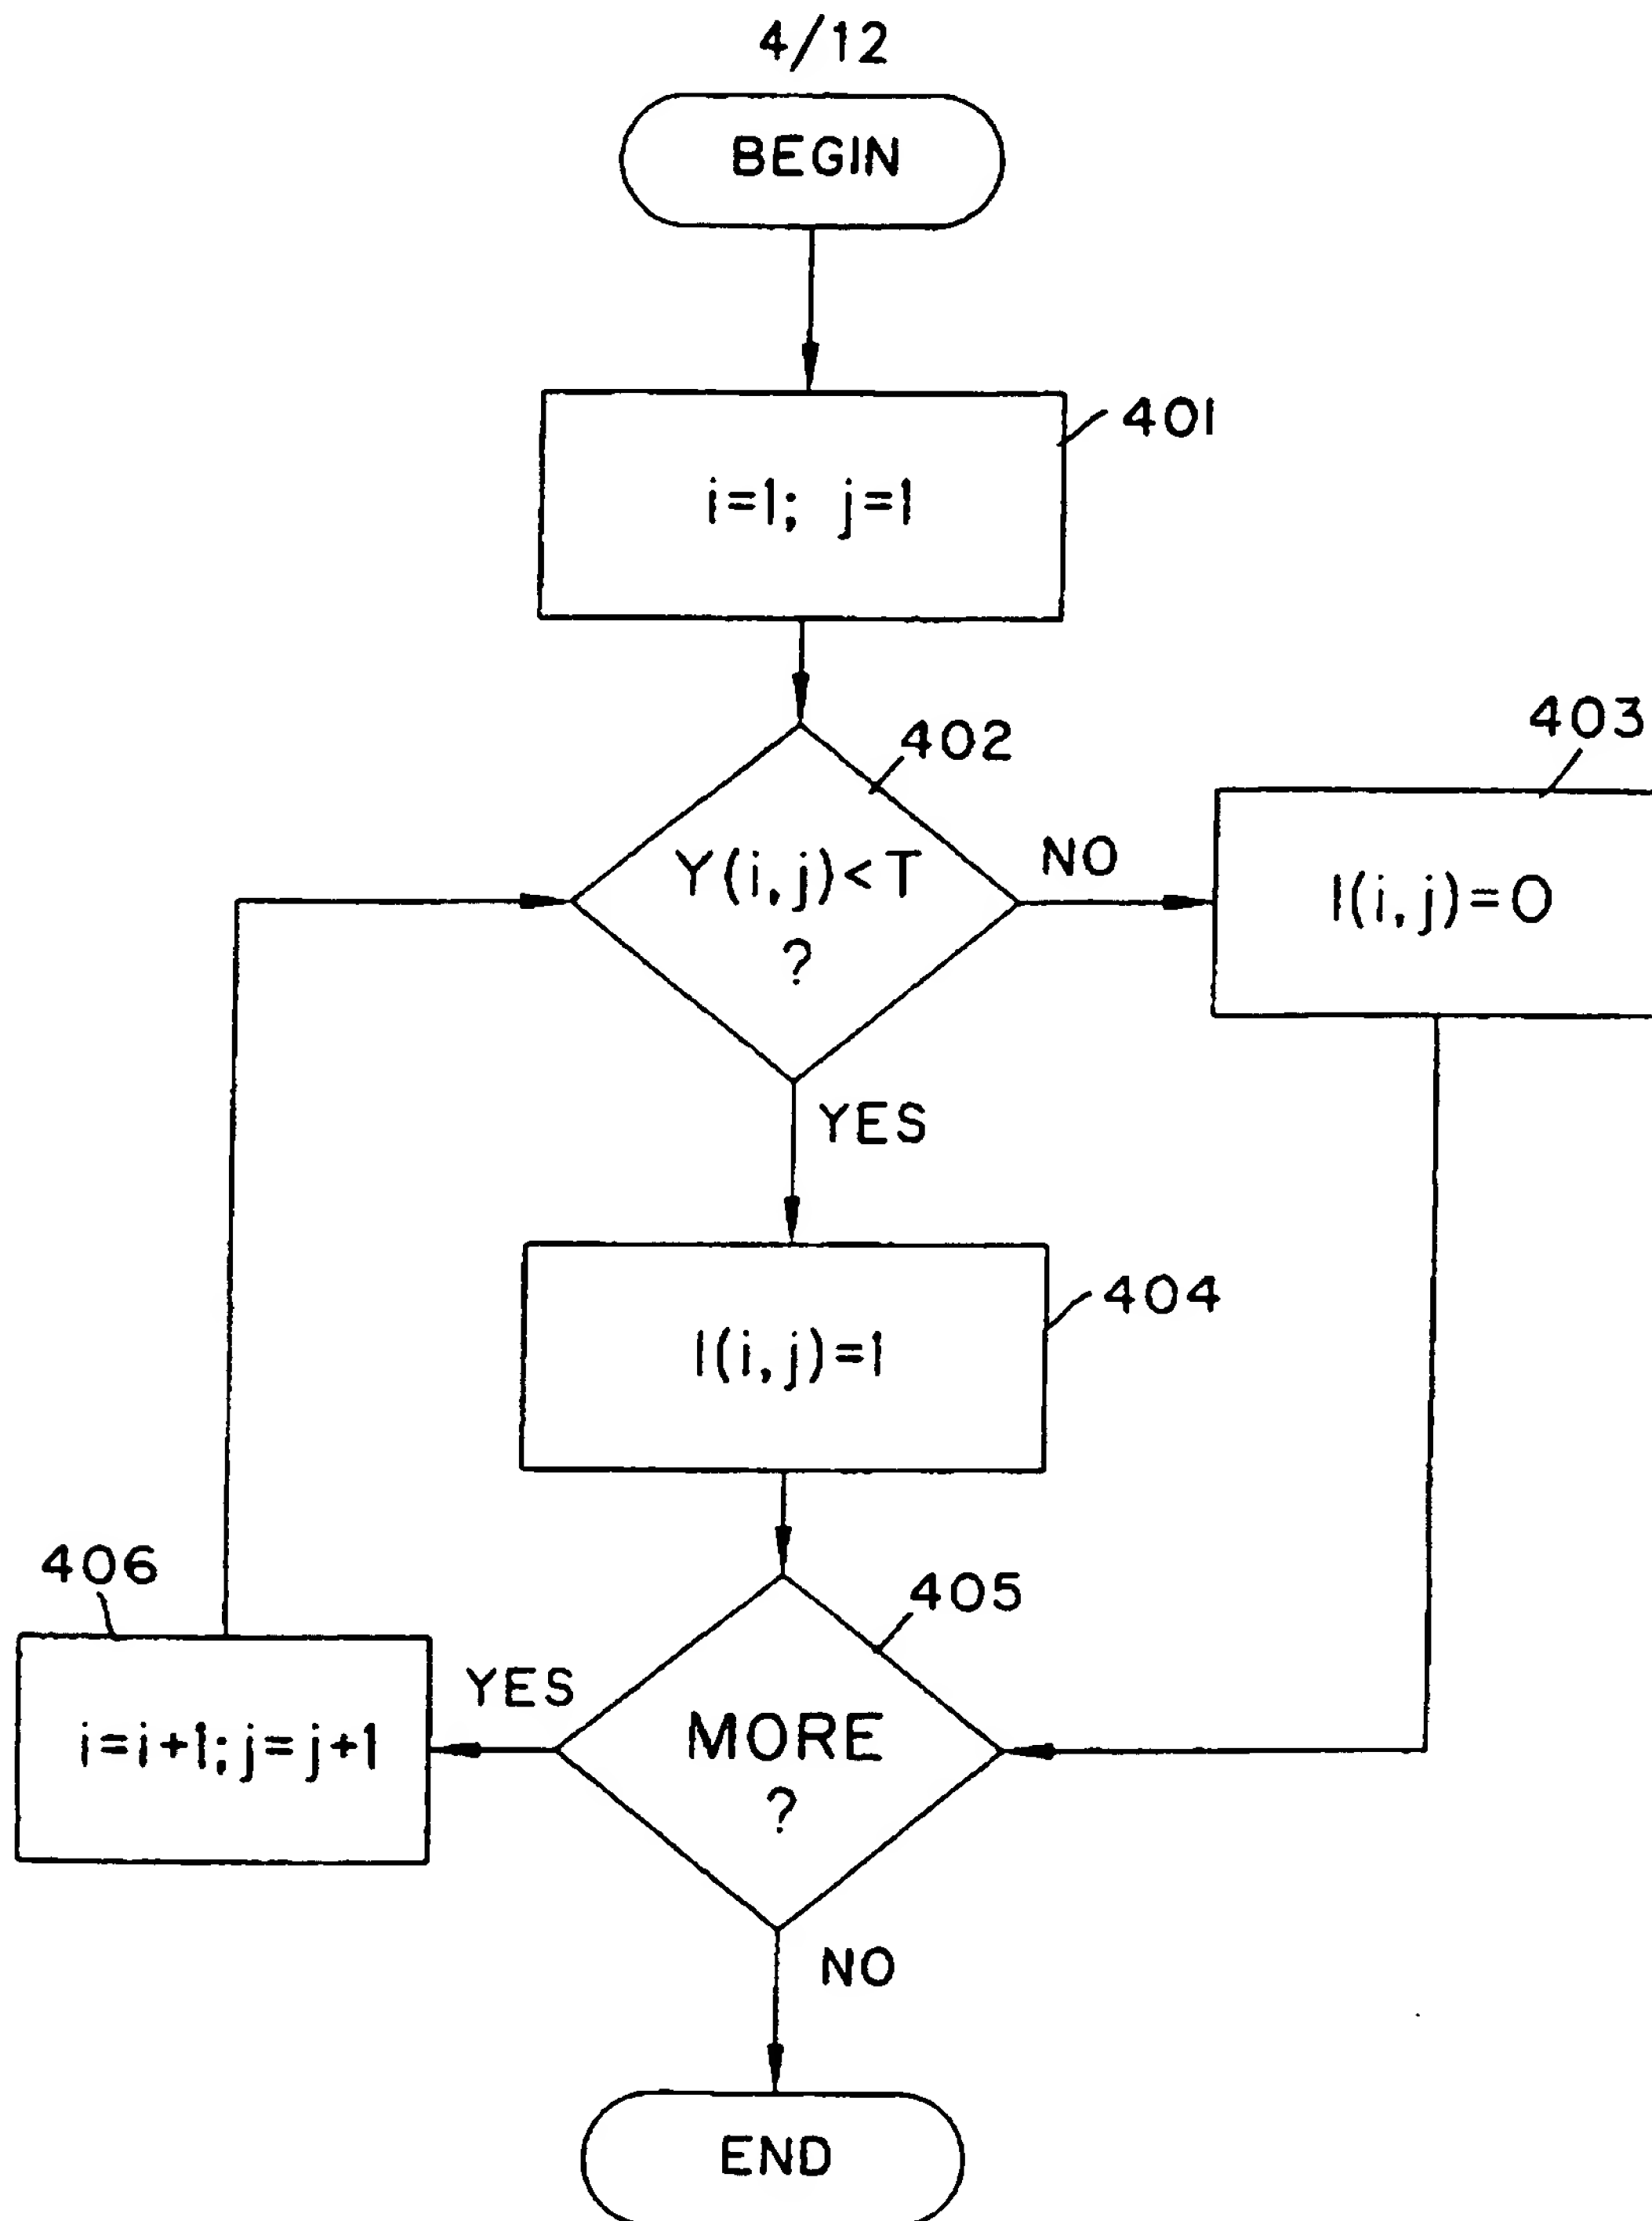 4/12
BEGIN
401
i=1; j=1
402
403
Y(i,j)<T
?
NO
I(i,j)=0
YES
404
I(i,j)=1
406
405
YES
MORE
?
i=i+1;j=j+1
NO
END